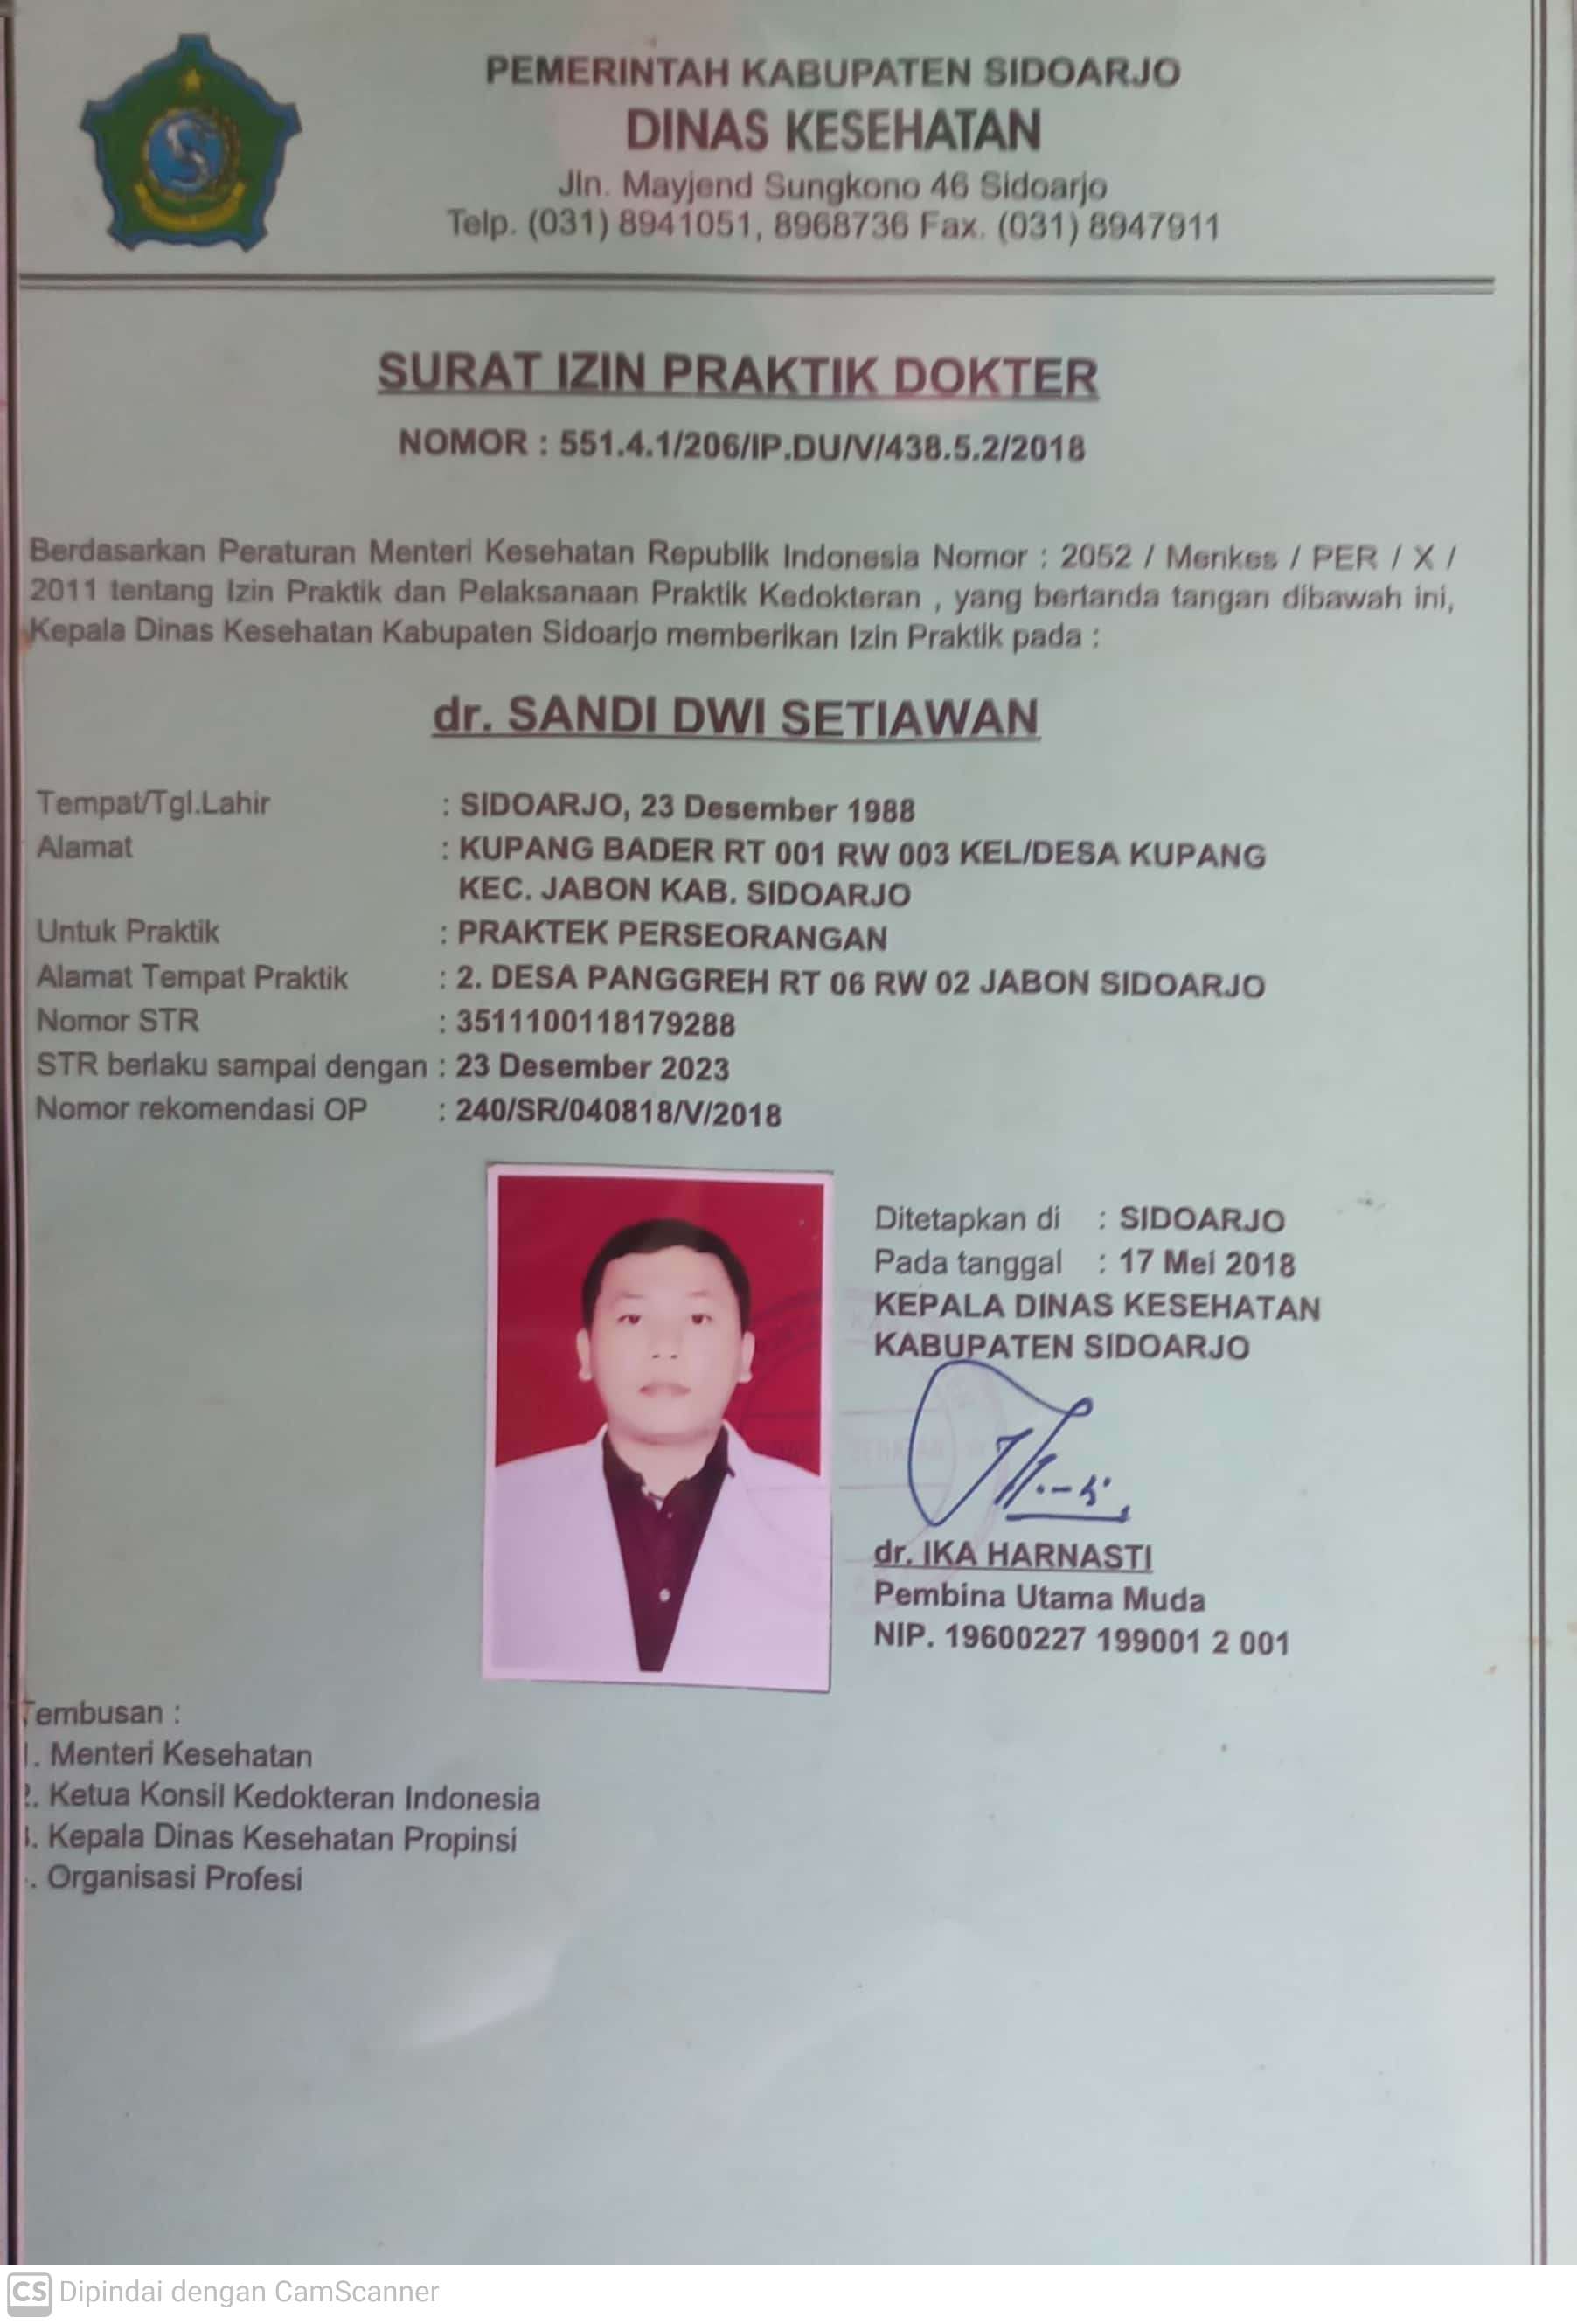 PEMERINTAH KABUPATEN SIDOARJO
DINAS KESEHATAN
Jln. Mayjend Sungkono 46 Sidoarjo
Telp. (031) 8941051, 8968736 Fax. (031) 8947911
SURAT IZIN PRAKTIK DOKTER
NOMOR : 551.4.1/206/IP.DU/V/438.5.2/2018
Berdasarkan Peraturan Menteri Kesehatan Republik Indonesia Nomor : 2052 / Menkes / PER / X /
2011 tentang Izin Praktik dan Pelaksanaan Praktik Kedokteran , yang bertanda tangan dibawah ini,
Kepala Dinas Kesehatan Kabupaten Sidoarjo memberikan Izin Praktik pada :
dr. SANDI DWI SETIAWAN
Tempat/Tgl.Lahir : SIDOARJO, 23 Desember 1988
Alamat : KUPANG BADER RT 001 RW 003 KEL/DESA KUPANG
KEC. JABON KAB. SIDOARJO
Untuk Praktik : PRAKTEK PERSEORANGAN
Alamat Tempat Praktik : 2. DESA PANGGREH RT 06 RW 02 JABON SIDOARJO
Nomor STR : 3511100118179288
STR berlaku sampai dengan : 23 Desember 2023
Nomor rekomendasi OP : 240/SR/040818/V/2018
Ditetapkan di : SIDOARJO
Pada tanggal : 17 Mei 2018
KEPALA DINAS KESEHATAN
KABUPATEN SIDOARJO
dr. IKA HARNASTI
Pembina Utama Muda
NIP. 19600227 199001 2 001
Tembusan :
1. Menteri Kesehatan
2. Ketua Konsil Kedokteran Indonesia
3. Kepala Dinas Kesehatan Propinsi
. Organisasi Profesi
CS Dipindai dengan CamScanner